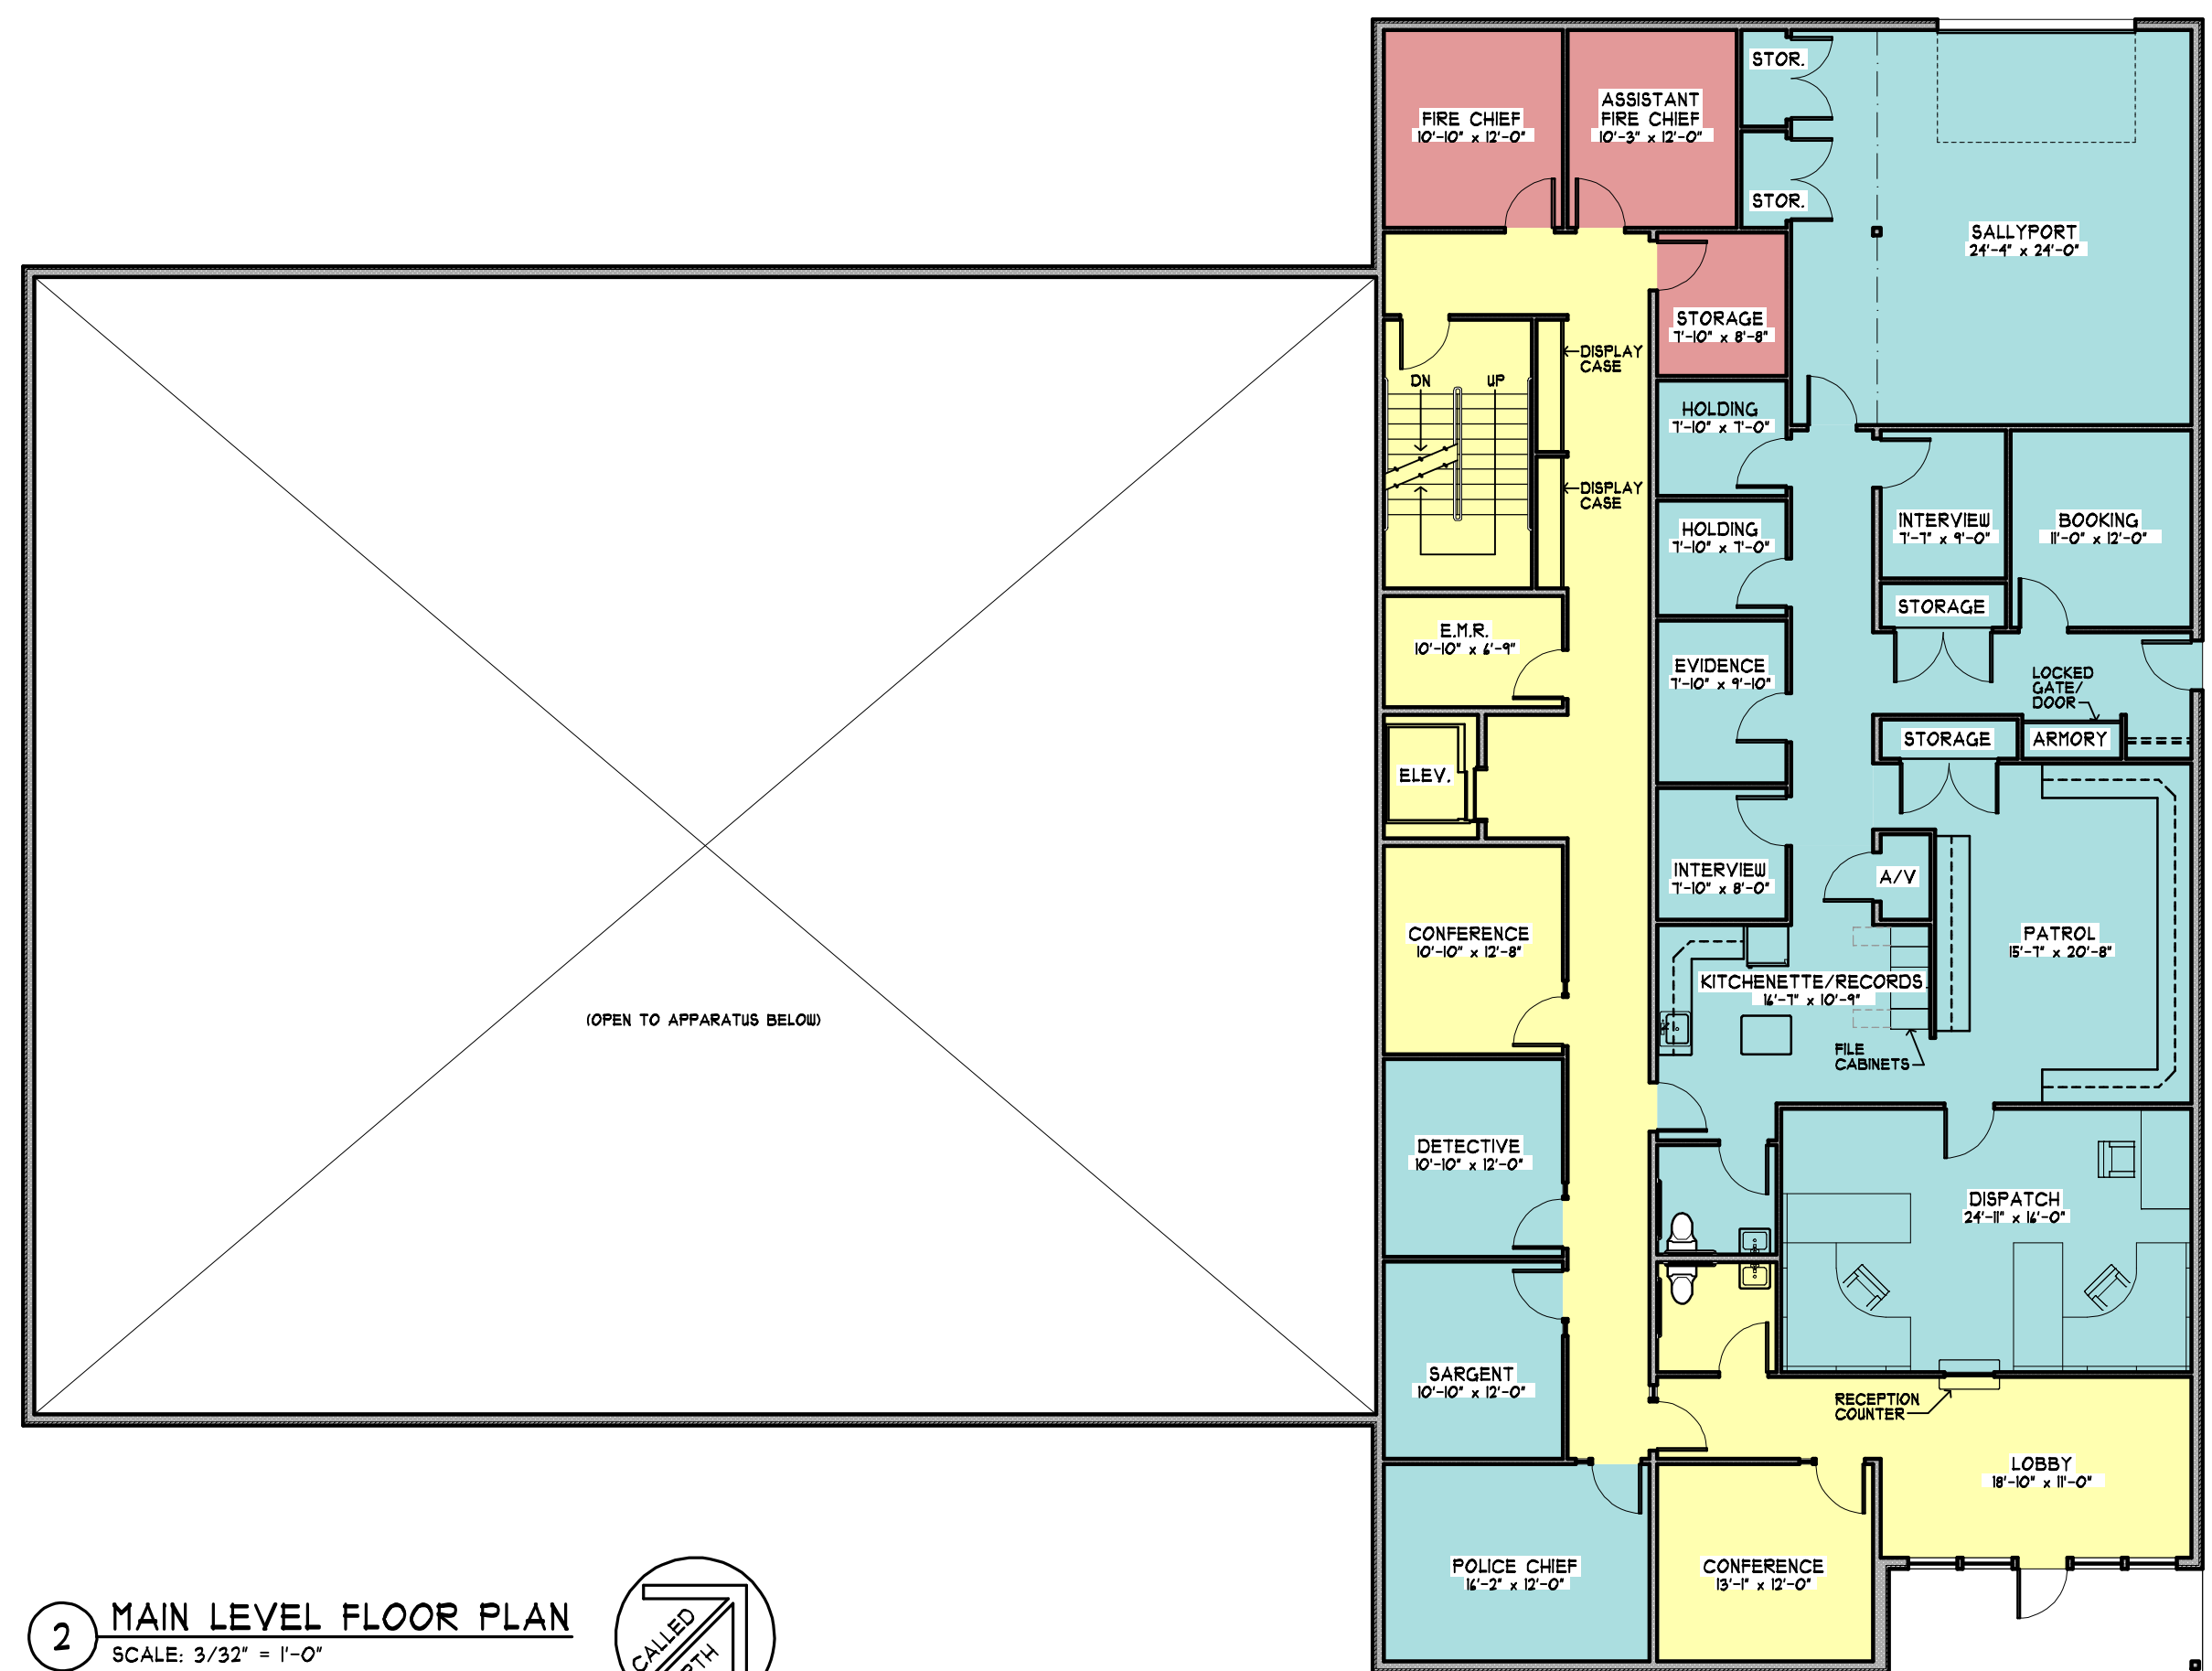 STOR.
FIRE CHIEF
10'-10" x 12'-0"
ASSISTANT
FIRE CHIEF
10'-3" x 12'-0"
STOR.
SALLYPORT
24'-4" x 24'-0"
STORAGE
7'-10" x 8'-8"
DISPLAY
CASE
DN
UP
HOLDING
7'-10" x 7'-0"
DISPLAY
CASE
HOLDING
7'-10" x 7'-0"
INTERVIEW
7'-7" x 9'-0"
BOOKING
11'-0" x 12'-0"
STORAGE
E.M.R.
10'-10" x 6'-9"
EVIDENCE
7'-10" x 9'-10"
LOCKED
GATE/
DOOR
STORAGE
ARMORY
ELEV.
INTERVIEW
7'-10" x 8'-0"
A/V
CONFERENCE
10'-10" x 12'-8"
PATROL
15'-7" x 20'-8"
KITCHENETTE/RECORDS
16'-7" x 10'-9"
(OPEN TO APPARATUS BELOW)
FILE
CABINETS
DETECTIVE
10'-10" x 12'-0"
DISPATCH
24'-11" x 16'-0"
SARGENT
10'-10" x 12'-0"
RECEPTION
COUNTER
LOBBY
18'-10" x 11'-0"
POLICE CHIEF
16'-2" x 12'-0"
CONFERENCE
13'-1" x 12'-0"
2
MAIN LEVEL FLOOR PLAN
SCALE: 3/32" = 1'-0"
CALLED